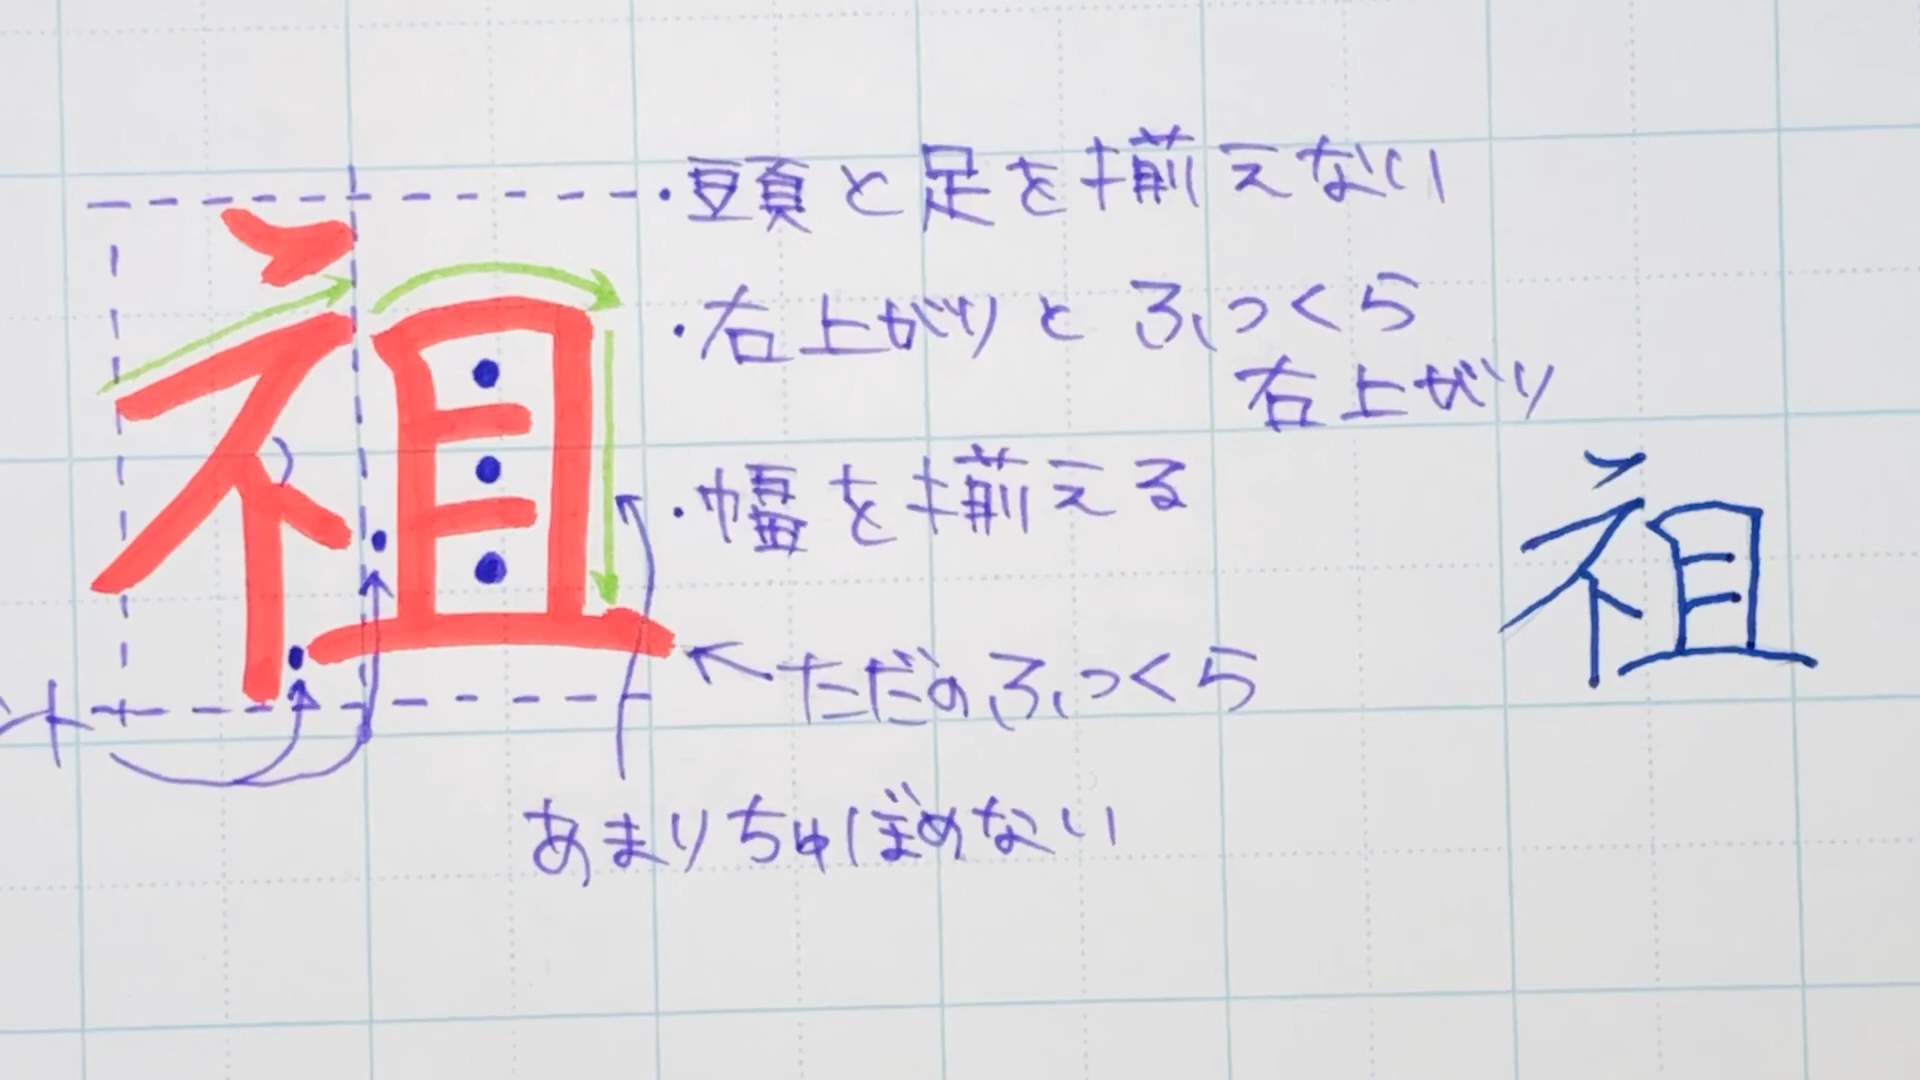 祖
・頭と足を揃えない
・右上がりとふっくら
右上がり
・幅を揃える
祖
ただのふっくら
あまりちゅぼめない